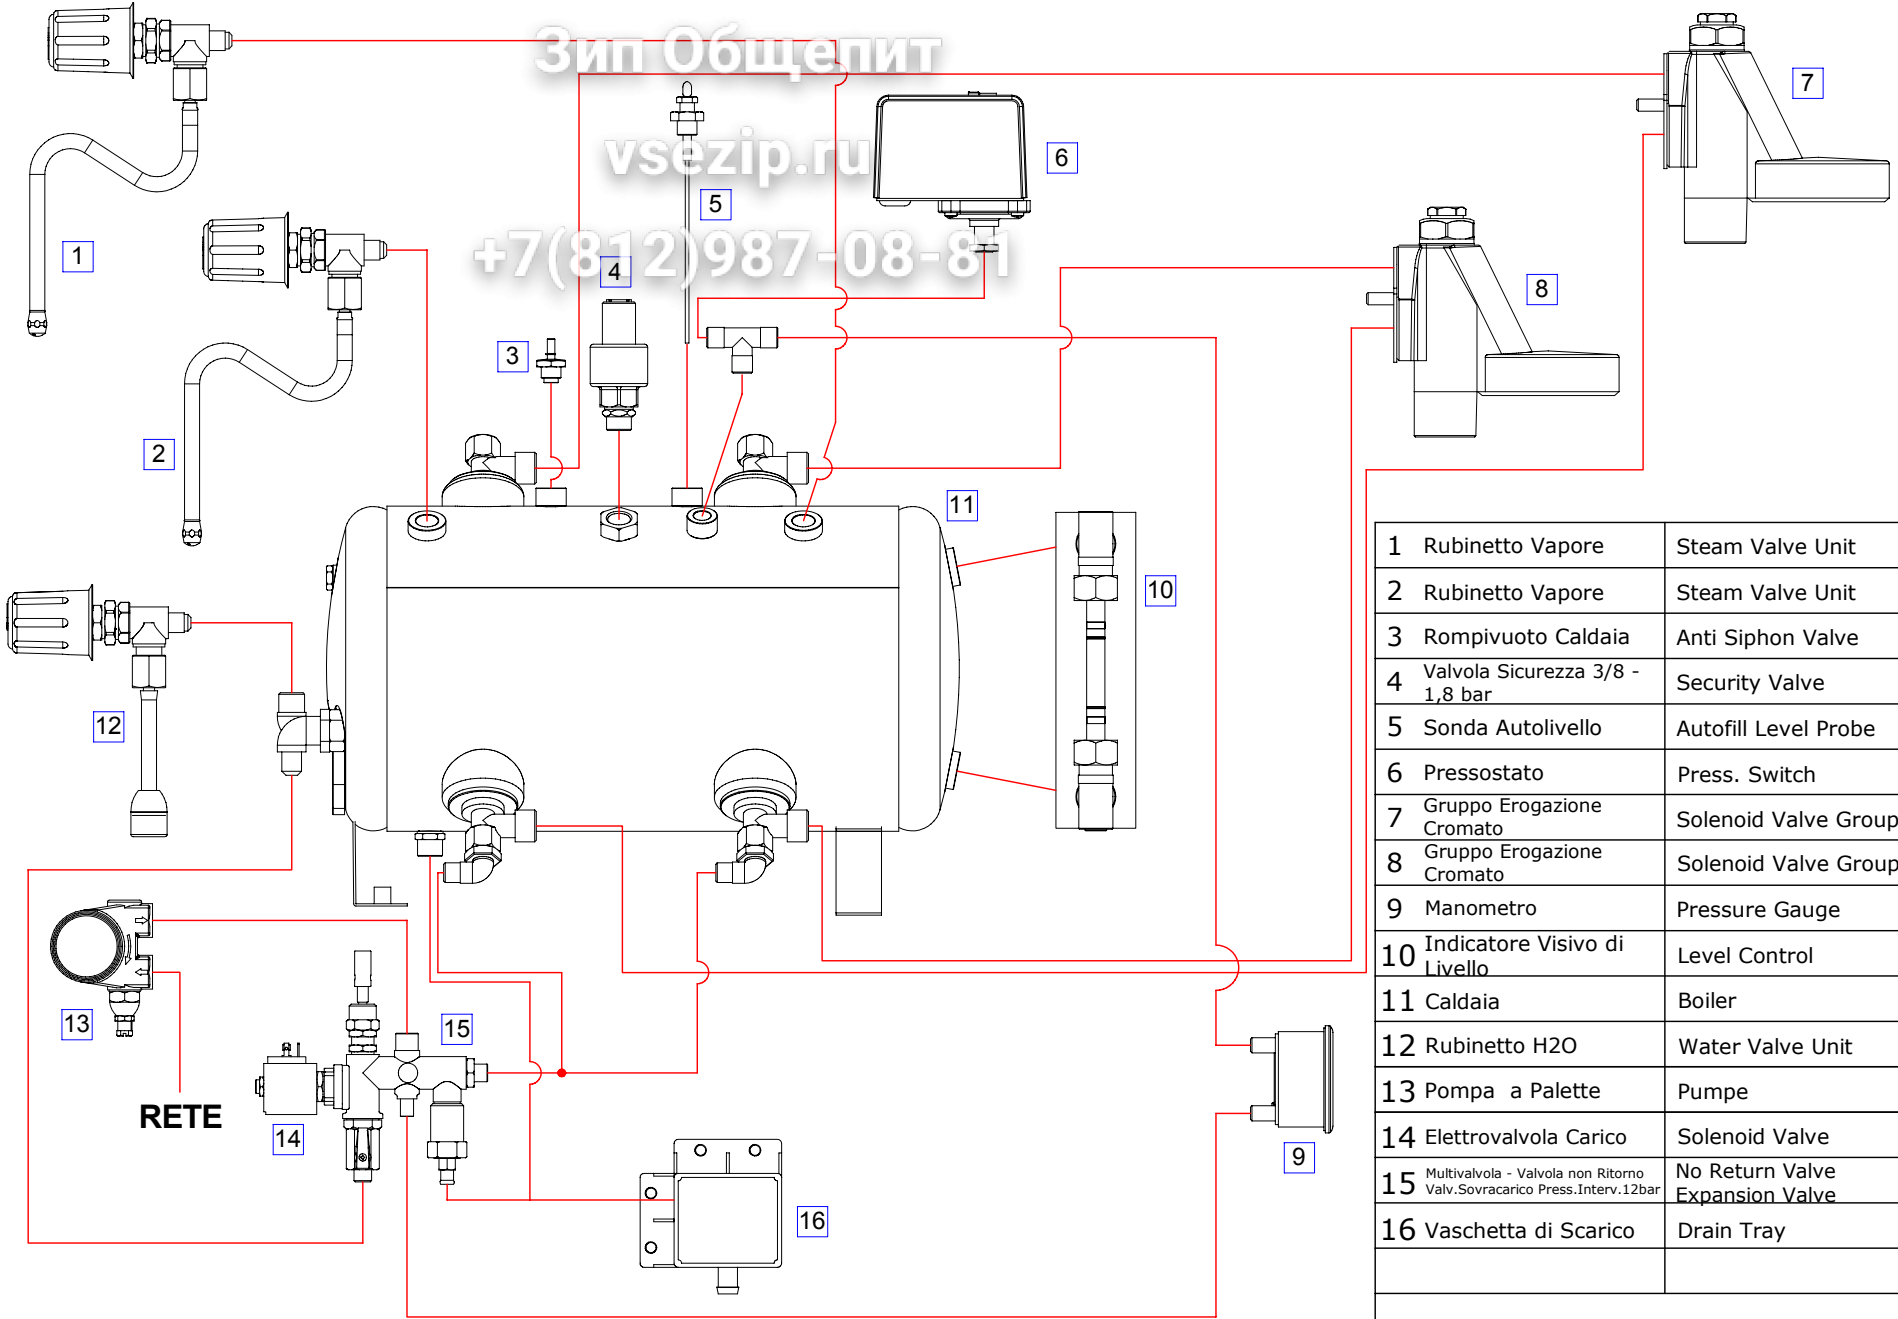 Зип Общепит
vsezip.ru
+7(812)987-08-81
1
2
3
4
5
6
7
8
9
10
11
12
13
14
15
16
RETE
1 Rubinetto Vapore Steam Valve Unit
2 Rubinetto Vapore Steam Valve Unit
3 Rompivuoto Caldaia Anti Siphon Valve
4 Valvola Sicurezza 3/8 - Security Valve
1,8 bar
5 Sonda Autolivello Autofill Level Probe
6 Pressostato Press. Switch
7 Gruppo Erogazione Solenoid Valve Group
Cromato
8 Gruppo Erogazione Solenoid Valve Group
Cromato
9 Manometro Pressure Gauge
10 Indicatore Visivo di Level Control
Livello
11 Caldaia Boiler
12 Rubinetto H2O Water Valve Unit
13 Pompa a Palette Pumpe
14 Elettrovalvola Carico Solenoid Valve
15 Multivalvola - Valvola non Ritorno No Return Valve
Valv.Sovracarico Press.Interv.12bar Expansion Valve
16 Vaschetta di Scarico Drain Tray